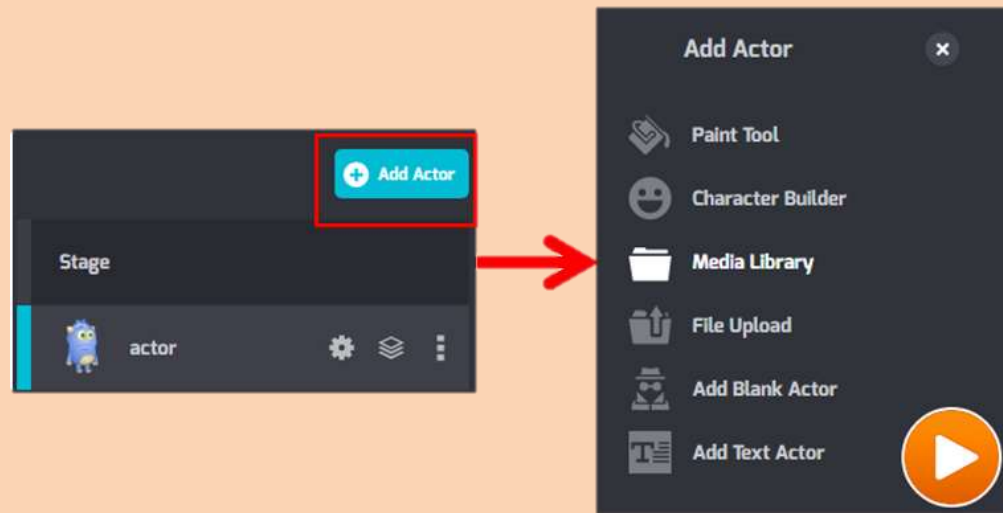 Add Actor
Stage
actor
Add Actor
Paint Tool
Character Builder
Media Library
File Upload
Add Blank Actor
Add Text Actor